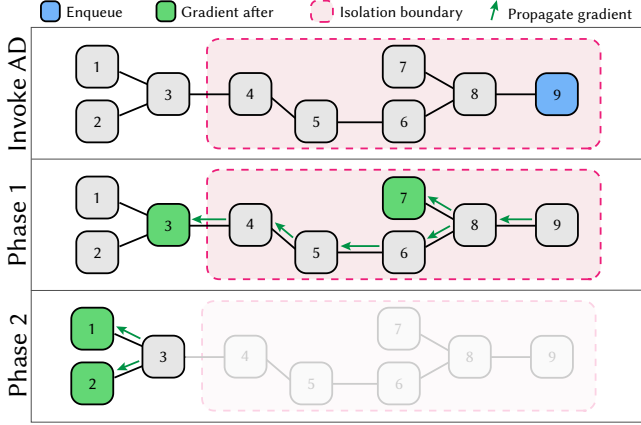 Enqueue Gradient after Isolation boundary Propagate gradient
Invoke AD
1 2 3 4 5 6 7 8 9
Phase 1
1 2 3 4 5 6 7 8 9
Phase 2
1 2 3 4 5 6 7 8 9